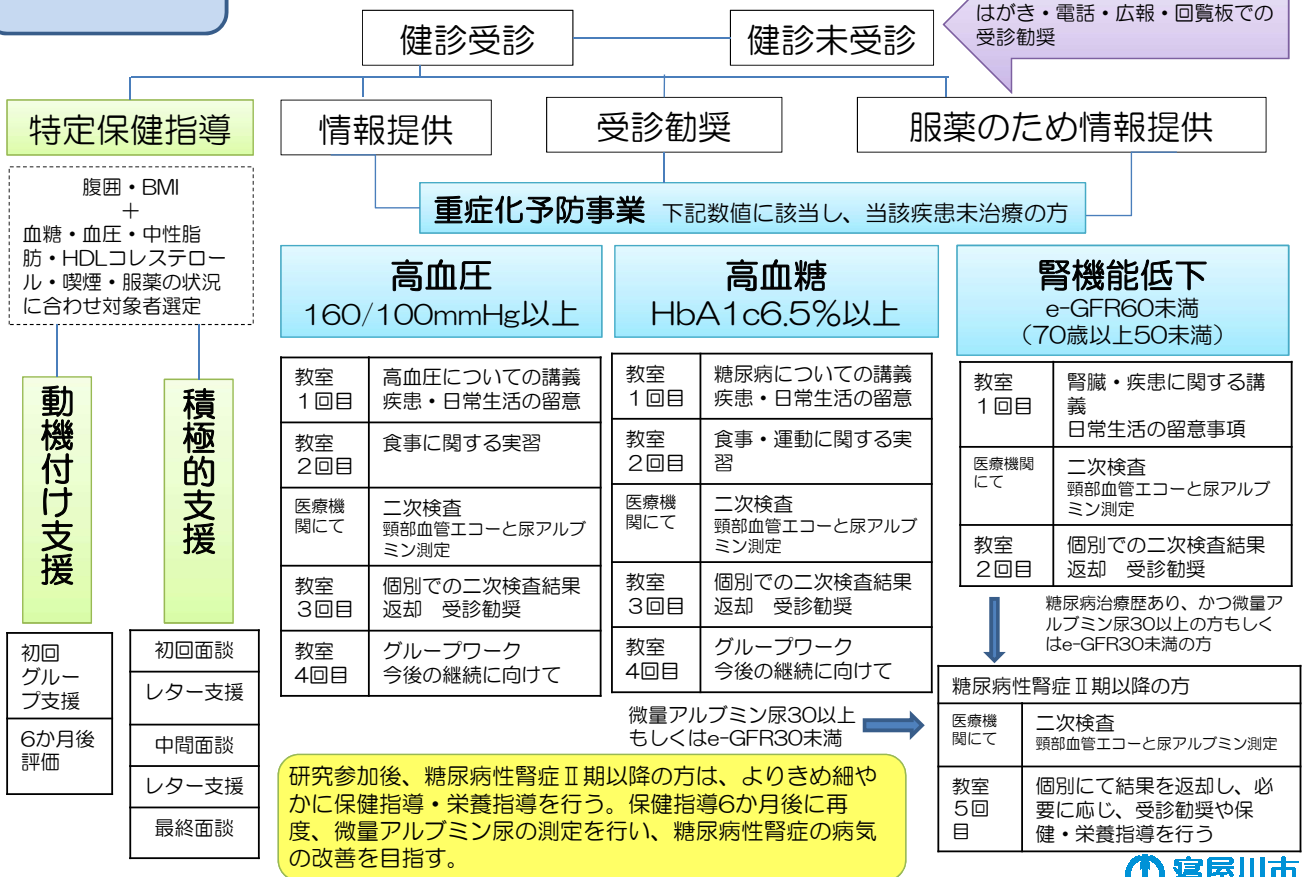 はがき・電話・広報・回覧板での
受診勧奨
健診受診
健診未受診
特定保健指導
情報提供
受診勧奨
服薬のため情報提供
腹囲・BMI
+
血糖・血圧・中性脂
肪・HDLコレステロー
ル・喫煙・服薬の状況
に合わせ対象者選定
重症化予防事業 下記数値に該当し、当該疾患未治療の方
動機付け支援
積極的支援
初回
グルー
プ支援
6か月後
評価
初回面談
レター支援
中間面談
レター支援
最終面談
高血圧
160/100mmHg以上
教室
1回目
高血圧についての講義
疾患・日常生活の留意
教室
2回目
食事に関する実習
医療機
関にて
二次検査
頸部血管エコーと尿アルブ
ミン測定
教室
3回目
個別での二次検査結果
返却 受診勧奨
教室
4回目
グループワーク
今後の継続に向けて
高血糖
HbA1c6.5%以上
教室
1回目
糖尿病についての講義
疾患・日常生活の留意
教室
2回目
食事・運動に関する実
習
医療機
関にて
二次検査
頸部血管エコーと尿アルブ
ミン測定
教室
3回目
個別での二次検査結果
返却 受診勧奨
教室
4回目
グループワーク
今後の継続に向けて
腎機能低下
e-GFR60未満
(70歳以上50未満)
教室
1回目
腎臓・疾患に関する講
義
日常生活の留意事項
医療機関
にて
二次検査
頸部血管エコーと尿アルブ
ミン測定
教室
2回目
個別での二次検査結果
返却 受診勧奨
糖尿病治療歴あり、かつ微量ア
ルブミン尿30以上の方もしく
はe-GFR30未満の方
微量アルブミン尿30以上
もしくはe-GFR30未満
糖尿病性腎症Ⅱ期以降の方
医療機
関にて
二次検査
頸部血管エコーと尿アルブミン測定
教室
5回
目
個別にて結果を返却し、必
要に応じ、受診勧奨や保
健・栄養指導を行う
研究参加後、糖尿病性腎症Ⅱ期以降の方は、よりきめ細や
かに保健指導・栄養指導を行う。保健指導6か月後に再
度、微量アルブミン尿の測定を行い、糖尿病性腎症の病気
の改善を目指す。
寝屋川市